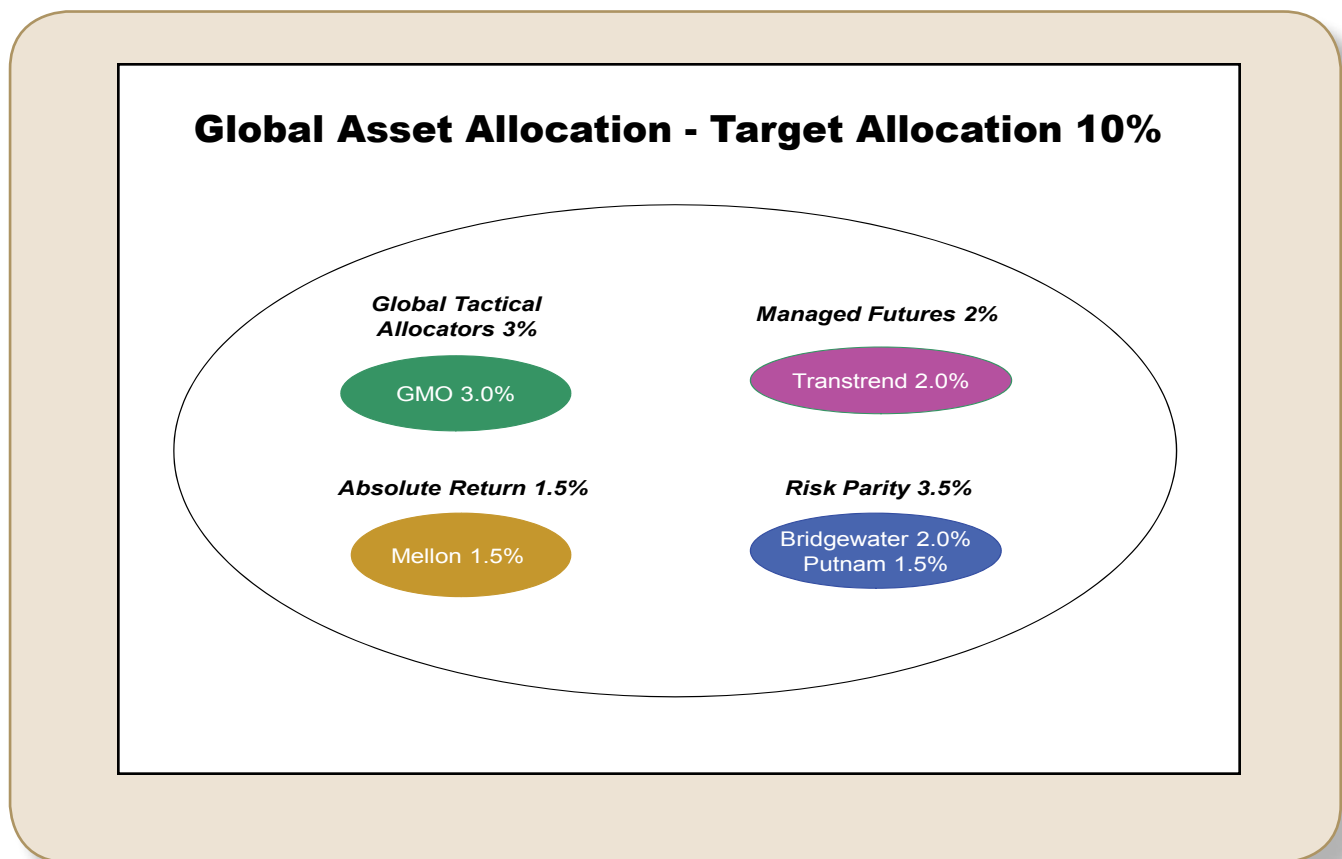 Global Asset Allocation - Target Allocation 10%
Global Tactical
Allocators 3%
GMO 3.0%
Managed Futures 2%
Transtrend 2.0%
Absolute Return 1.5%
Mellon 1.5%
Risk Parity 3.5%
Bridgewater 2.0%
Putnam 1.5%